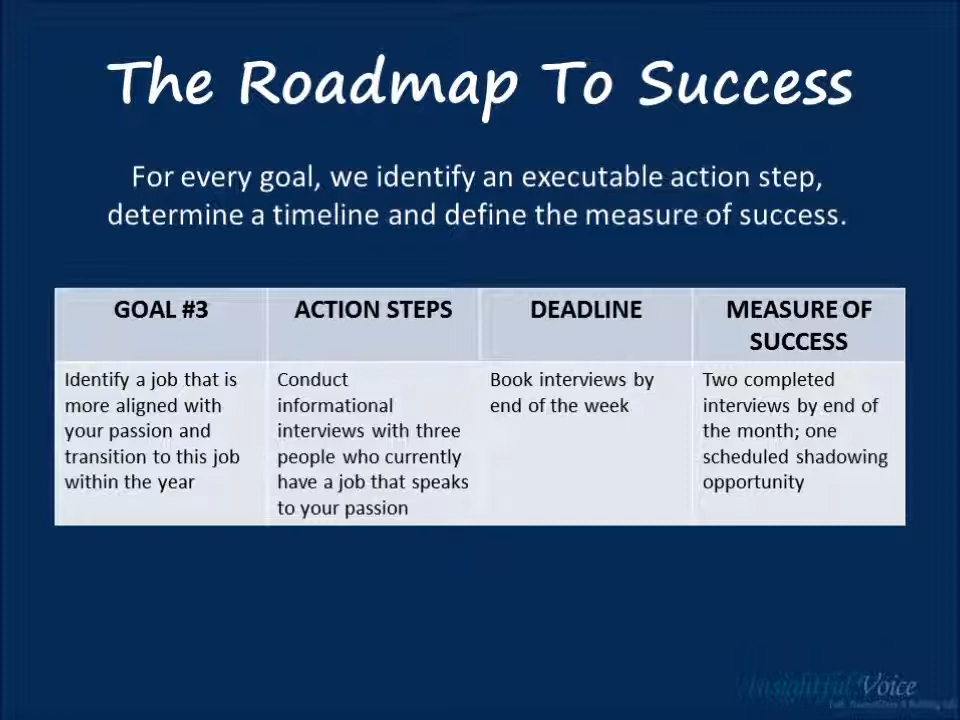 The Roadmap To Success
For every goal, we identify an executable action step,
determine a timeline and define the measure of success.
GOAL #3
ACTION STEPS
DEADLINE
MEASURE OF
SUCCESS
Identify a job that is
more aligned with
your passion and
transition to this job
within the year
Conduct
informational
interviews with three
people who currently
have a job that speaks
to your passion
Book interviews by
end of the week
Two completed
interviews by end of
the month; one
scheduled shadowing
opportunity
Insightful Voice